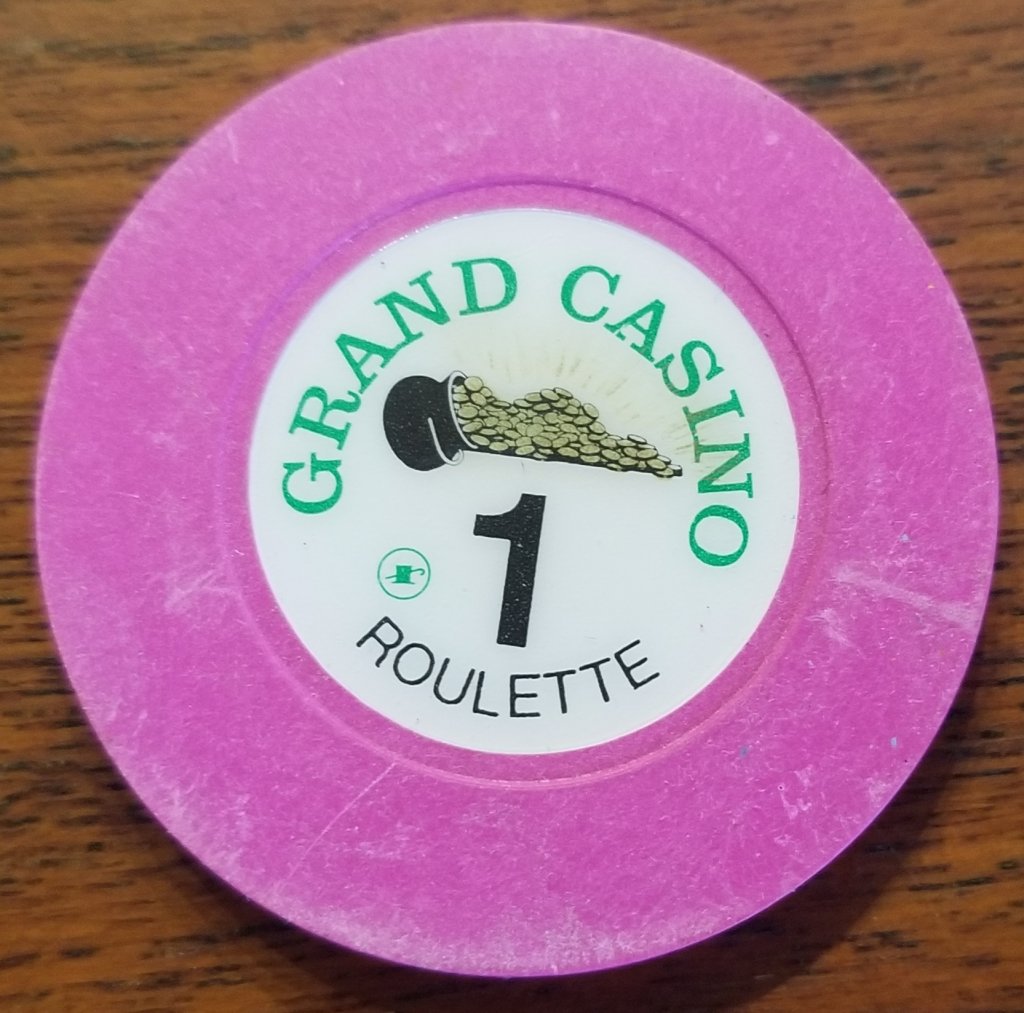 GRAND CASINO
1
ROULETTE